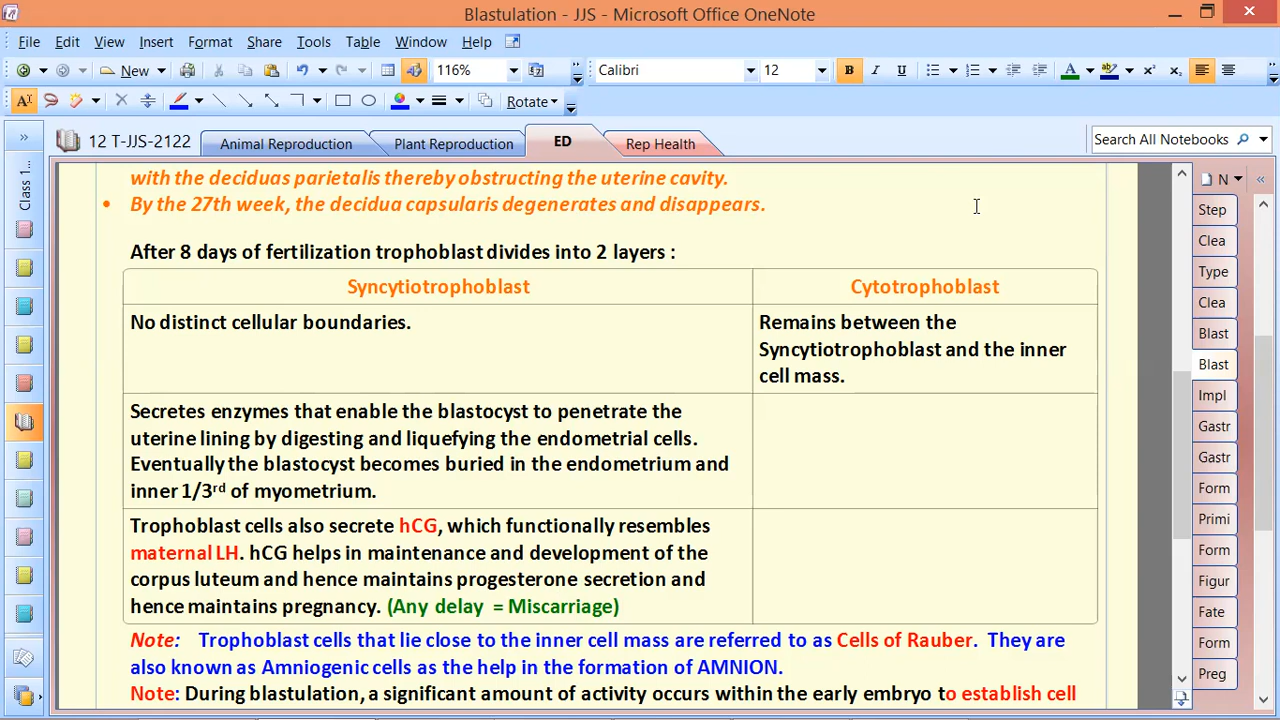 Blastulation - JJS - Microsoft Office OneNote
File Edit View Insert Format Share Tools Table Window Help
New 116% Calibri 12 B I U A ab x² x₂
A Rotate
» 12 T-JJS-2122 Animal Reproduction Plant Reproduction ED Rep Health Search All Notebooks
Class 1...
N «
with the deciduas parietalis thereby obstructing the uterine cavity.
• By the 27th week, the decidua capsularis degenerates and disappears.
After 8 days of fertilization trophoblast divides into 2 layers :
Syncytiotrophoblast Cytotrophoblast
No distinct cellular boundaries.
Remains between the
Syncytiotrophoblast and the inner
cell mass.
Secretes enzymes that enable the blastocyst to penetrate the
uterine lining by digesting and liquefying the endometrial cells.
Eventually the blastocyst becomes buried in the endometrium and
inner 1/3rd of myometrium.
Trophoblast cells also secrete hCG, which functionally resembles
maternal LH. hCG helps in maintenance and development of the
corpus luteum and hence maintains progesterone secretion and
hence maintains pregnancy. (Any delay = Miscarriage)
Note: Trophoblast cells that lie close to the inner cell mass are referred to as Cells of Rauber. They are
also known as Amniogenic cells as the help in the formation of AMNION.
Note: During blastulation, a significant amount of activity occurs within the early embryo to establish cell
Step
Clea
Type
Clea
Blast
Blast
Impl
Gastr
Gastr
Form
Primi
Form
Figur
Fate
Form
Preg